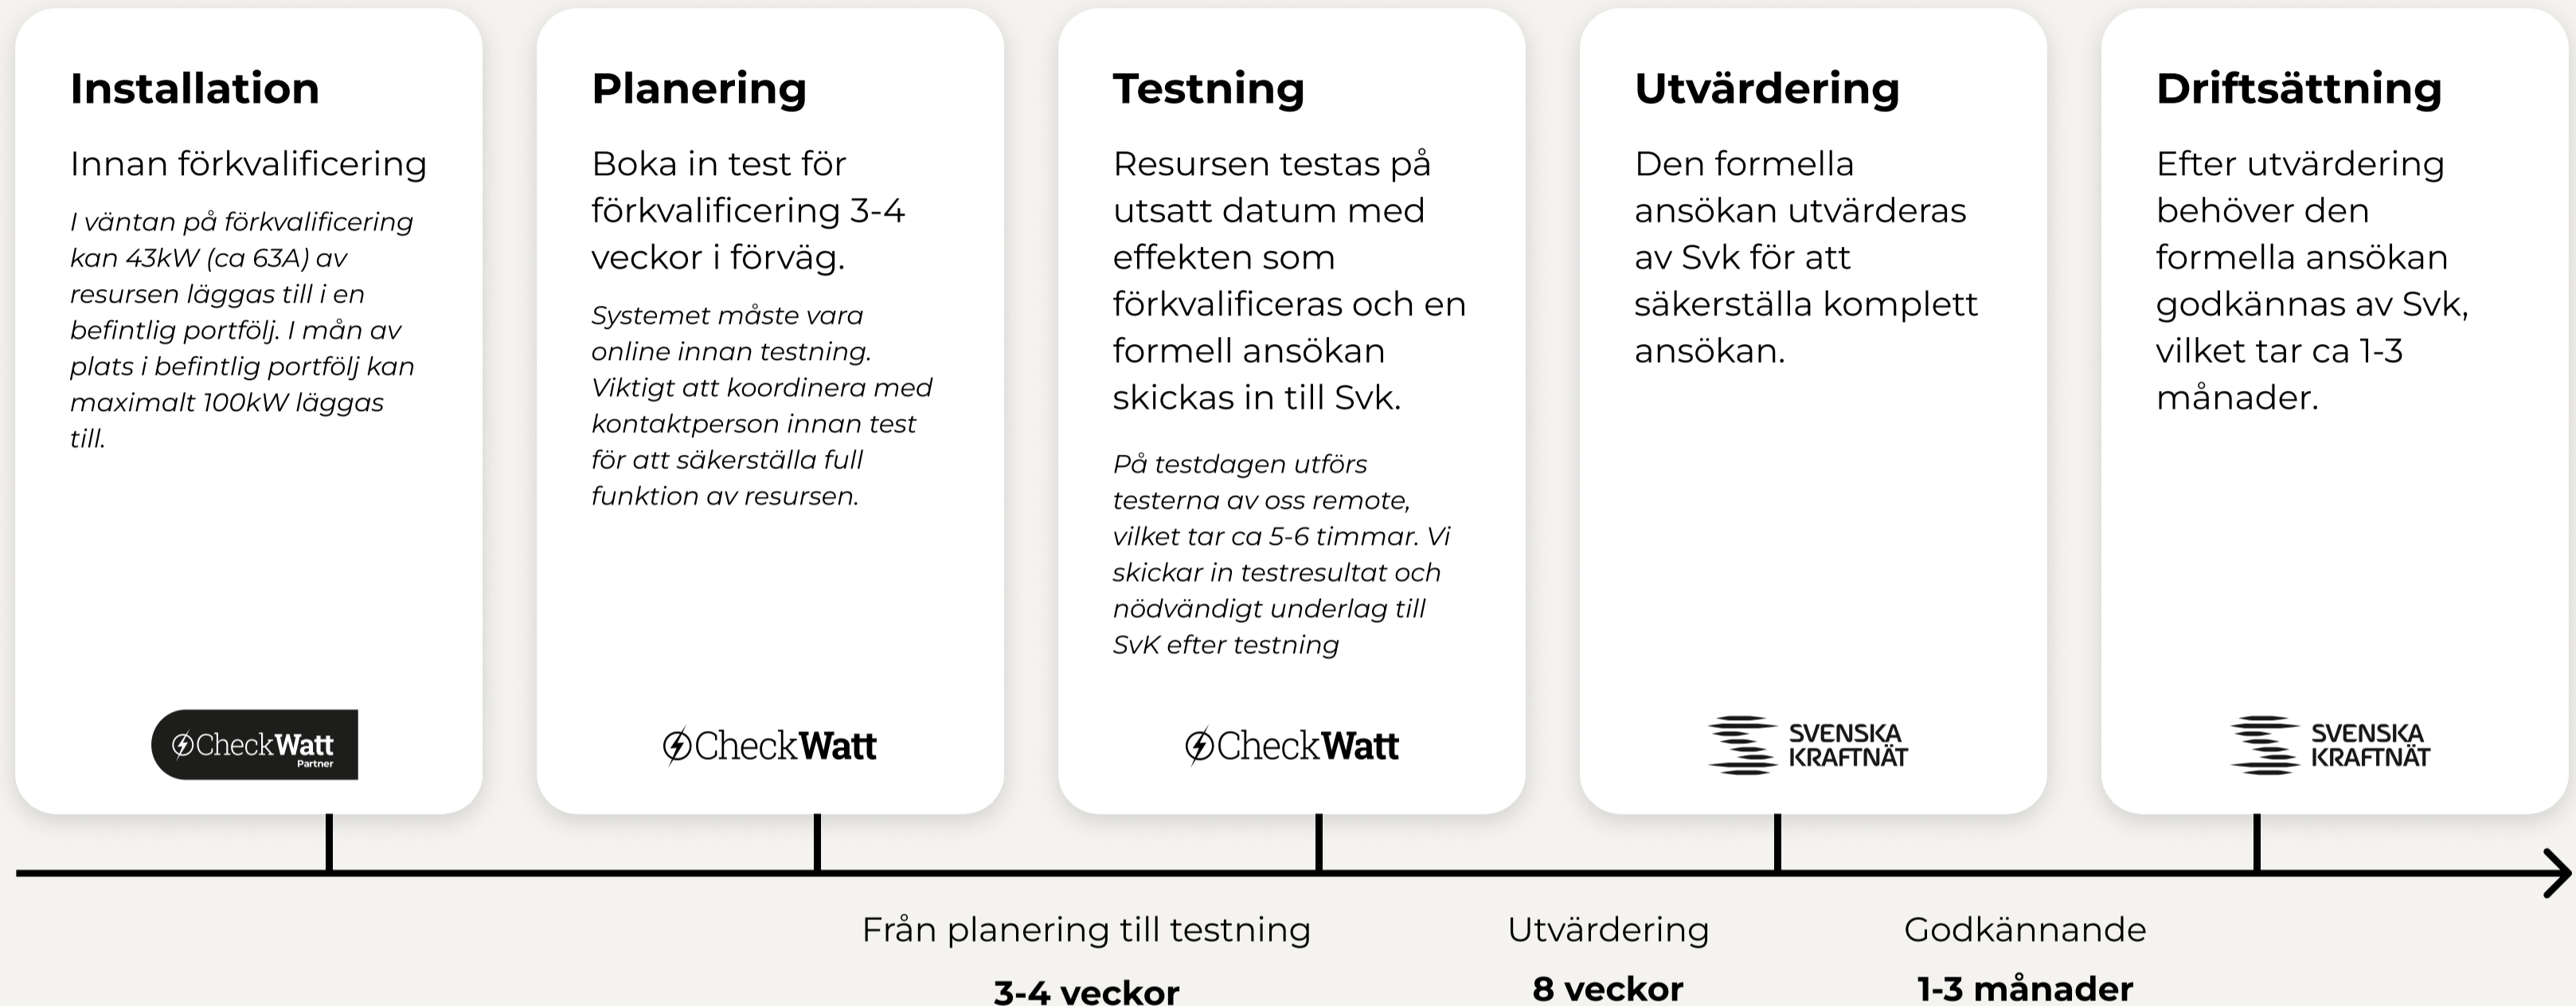 Installation
Innan förkvalificering
I väntan på förkvalificering
kan 43kW (ca 63A) av
resursen läggas till i en
befintlig portfölj. I mån av
plats i befintlig portfölj kan
maximalt 100kW läggas
till.
CheckWatt
Partner
Planering
Boka in test för
förkvalificering 3-4
veckor i förväg.
Systemet måste vara
online innan testning.
Viktigt att koordinera med
kontaktperson innan test
för att säkerställa full
funktion av resursen.
CheckWatt
Testning
Resursen testas på
utsatt datum med
effekten som
förkvalificeras och en
formell ansökan
skickas in till Svk.
På testdagen utförs
testerna av oss remote,
vilket tar ca 5-6 timmar. Vi
skickar in testresultat och
nödvändigt underlag till
SvK efter testning
CheckWatt
Utvärdering
Den formella
ansökan utvärderas
av Svk för att
säkerställa komplett
ansökan.
SVENSKA
KRAFTNÄT
Driftsättning
Efter utvärdering
behöver den
formella ansökan
godkännas av Svk,
vilket tar ca 1-3
månader.
SVENSKA
KRAFTNÄT
Från planering till testning
3-4 veckor
Utvärdering
8 veckor
Godkännande
1-3 månader